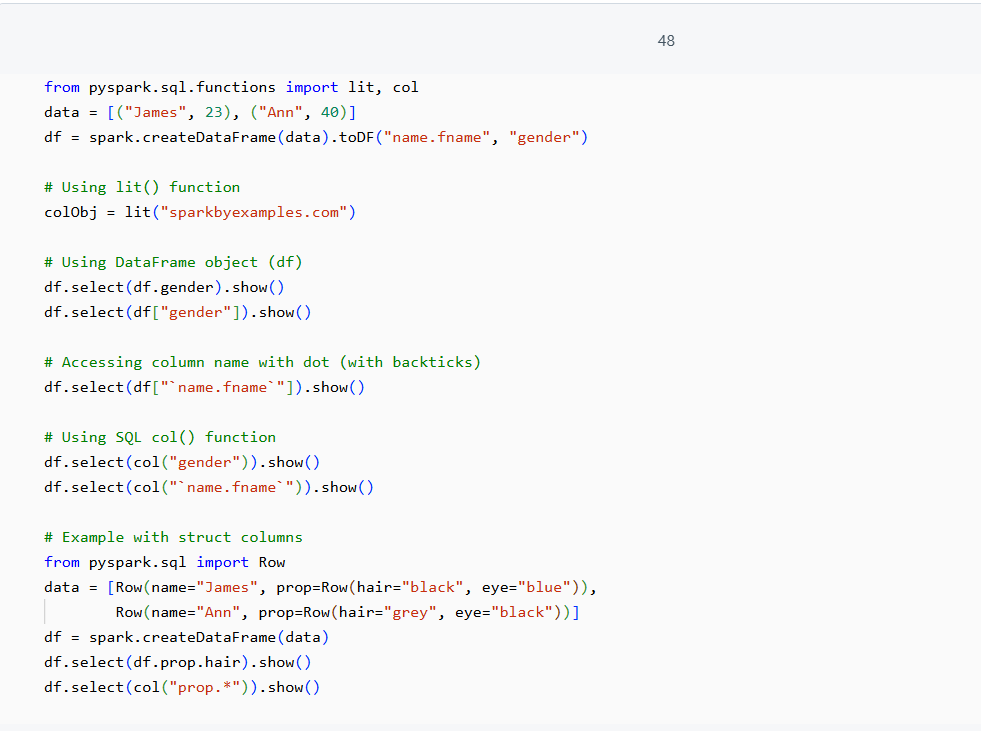 48
from pyspark.sql.functions import lit, col
data = [("James", 23), ("Ann", 40)]
df = spark.createDataFrame(data).toDF("name.fname", "gender")
# Using lit() function
colObj = lit("sparkbyexamples.com")
# Using DataFrame object (df)
df.select(df.gender).show()
df.select(df["gender"]).show()
# Accessing column name with dot (with backticks)
df.select(df["`name.fname`"]).show()
# Using SQL col() function
df.select(col("gender")).show()
df.select(col("`name.fname`")).show()
# Example with struct columns
from pyspark.sql import Row
data = [Row(name="James", prop=Row(hair="black", eye="blue")),
        Row(name="Ann", prop=Row(hair="grey", eye="black"))]
df = spark.createDataFrame(data)
df.select(df.prop.hair).show()
df.select(col("prop.*")).show()